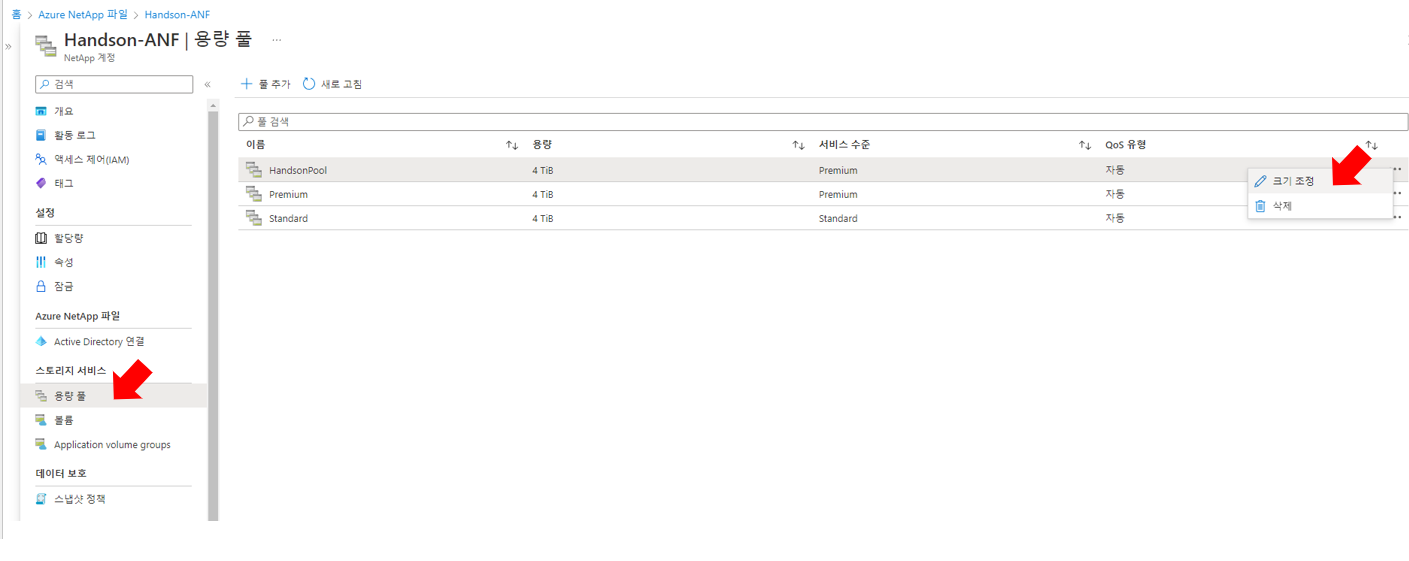 홈 > Azure NetApp 파일 > Handson-ANF
»
Handson-ANF | 용량 풀 ...
NetApp 계정
검색 «
개요
활동 로그
액세스 제어(IAM)
태그
설정
할당량
속성
잠금
Azure NetApp 파일
Active Directory 연결
스토리지 서비스
용량 풀
볼륨
Application volume groups
데이터 보호
스냅샷 정책
+ 풀 추가 새로 고침
풀 검색
이름 ↑↓ 용량 ↑↓ 서비스 수준 ↑↓ QoS 유형 ↑↓
HandsonPool 4 TiB Premium 자동
Premium 4 TiB Premium 자동
Standard 4 TiB Standard 자동
크기 조정
삭제